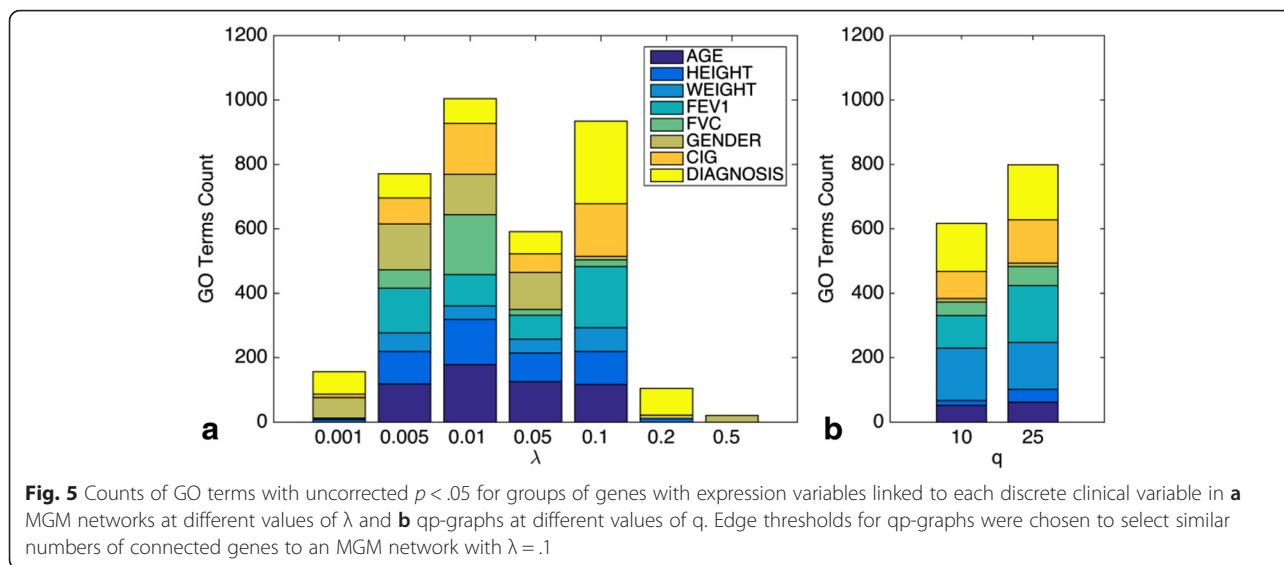 1200
1000
800
600
400
200
0
GO Terms Count
AGE
HEIGHT
WEIGHT
FEV1
FVC
GENDER
CIG
DIAGNOSIS
0.001 0.005 0.01 0.05 0.1 0.2 0.5
λ
a
1200
1000
800
600
400
200
0
GO Terms Count
10 25
q
b
Fig. 5 Counts of GO terms with uncorrected p < .05 for groups of genes with expression variables linked to each discrete clinical variable in a
MGM networks at different values of λ and b qp-graphs at different values of q. Edge thresholds for qp-graphs were chosen to select similar
numbers of connected genes to an MGM network with λ = .1